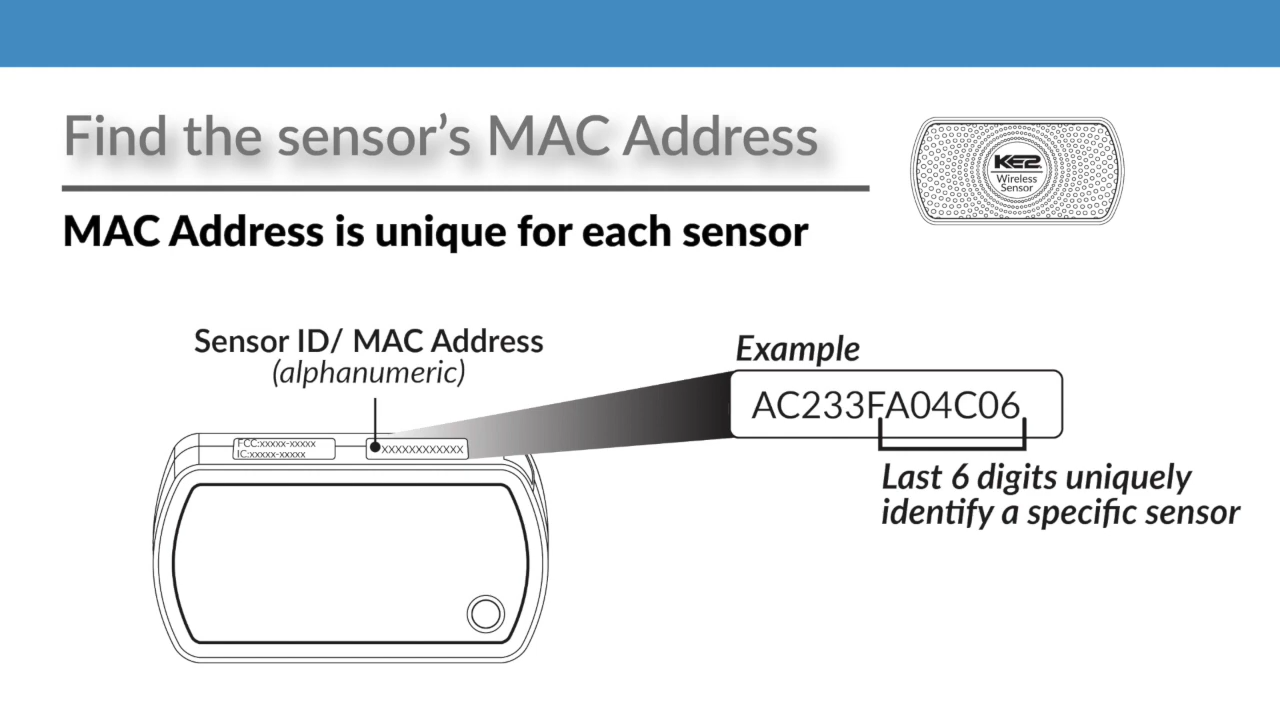 Find the sensor's MAC Address
KE2
Wireless
Sensor
MAC Address is unique for each sensor
Sensor ID/ MAC Address
(alphanumeric)
Example
AC233FA04C06
FCC:xxxxx-xxxxx
IC:xxxxx-xxxxx
XXXXXXXXXXXX
Last 6 digits uniquely
identify a specific sensor